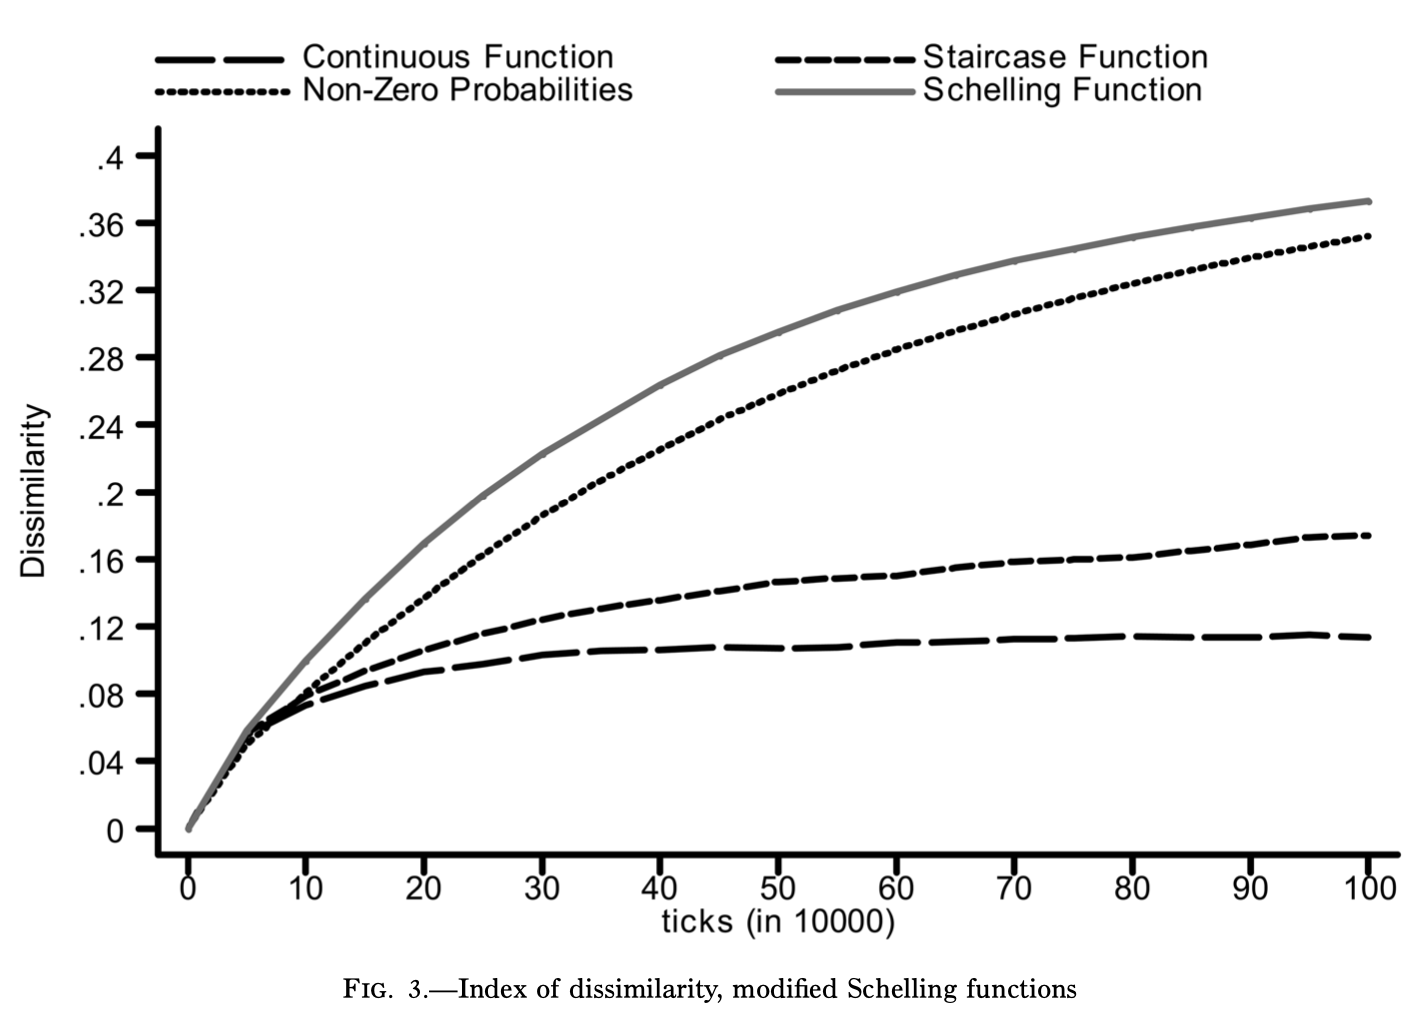 Continuous Function
Staircase Function
Non-Zero Probabilities
Schelling Function
.4
.36
.32
.28
.24
.2
.16
.12
.08
.04
0
Dissimilarity
0 10 20 30 40 50 60 70 80 90 100
ticks (in 10000)
Fig. 3.—Index of dissimilarity, modified Schelling functions